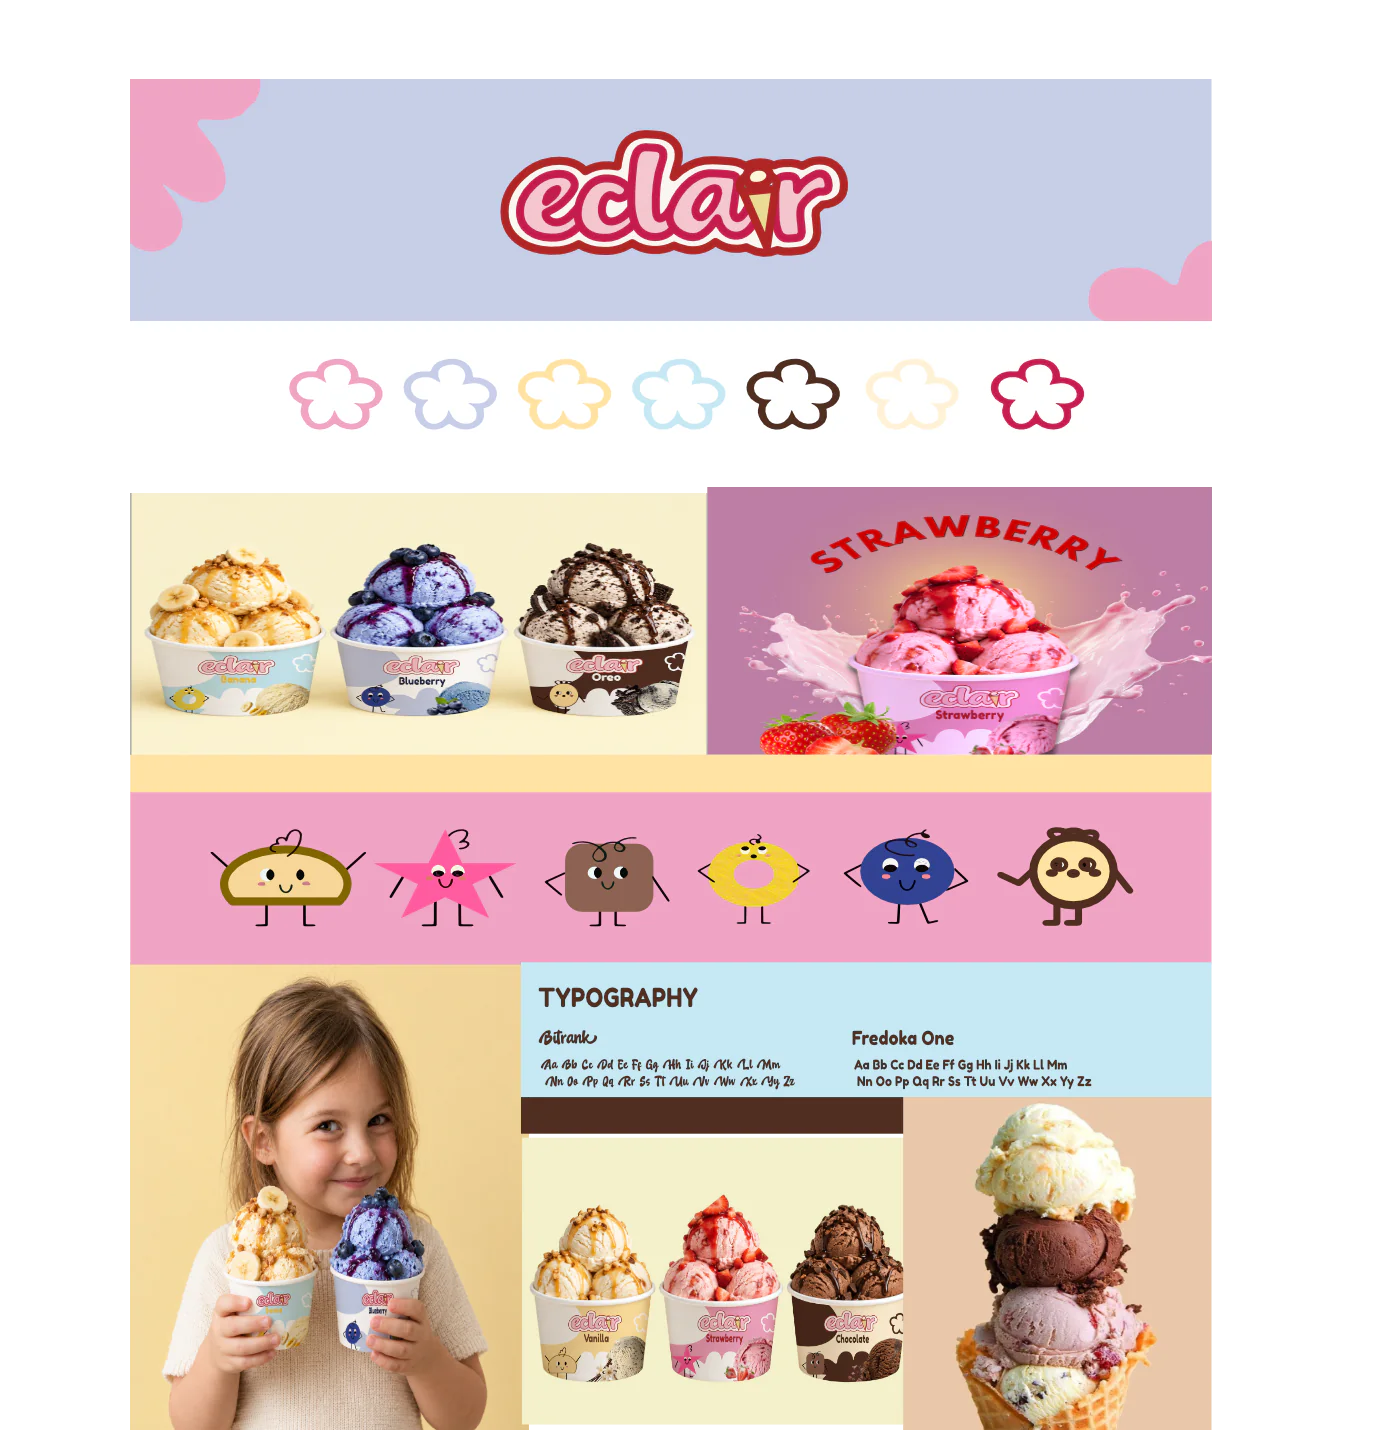 eclair
STRAWBERRY
eclair
Banana
eclair
Blueberry
eclair
Oreo
eclair
Strawberry
TYPOGRAPHY
Bitrank
Aa Bb Cc Dd Ee Ff Gg Hh Ii Jj Kk Ll Mm
Nn Oo Pp Qq Rr Ss Tt Uu Vv Ww Xx Yy Zz
Fredoka One
Aa Bb Cc Dd Ee Ff Gg Hh Ii Jj Kk Ll Mm
Nn Oo Pp Qq Rr Ss Tt Uu Vv Ww Xx Yy Zz
eclair
eclair
Blueberry
eclair
Vanilla
eclair
Strawberry
eclair
Chocolate